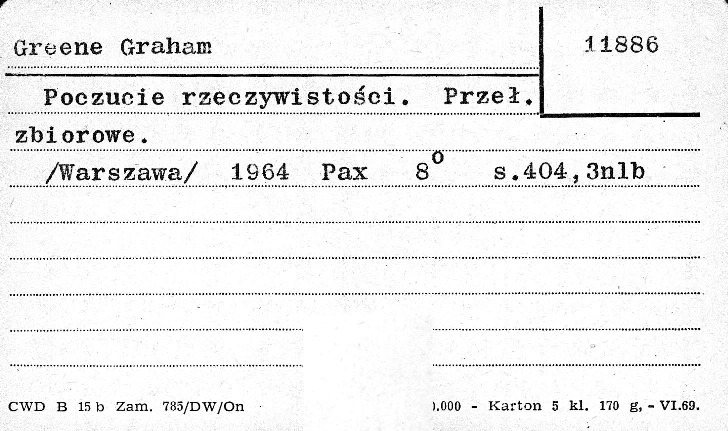 Greene Graham
11886
Poczucie rzeczywistości. Przeł.
zbiorowe.
/Warszawa/ 1964 Pax 8° s.404,3nlb
CWD B 15 b Zam. 785/DW/On .000 - Karton 5 kl. 170 g, - VI.69.